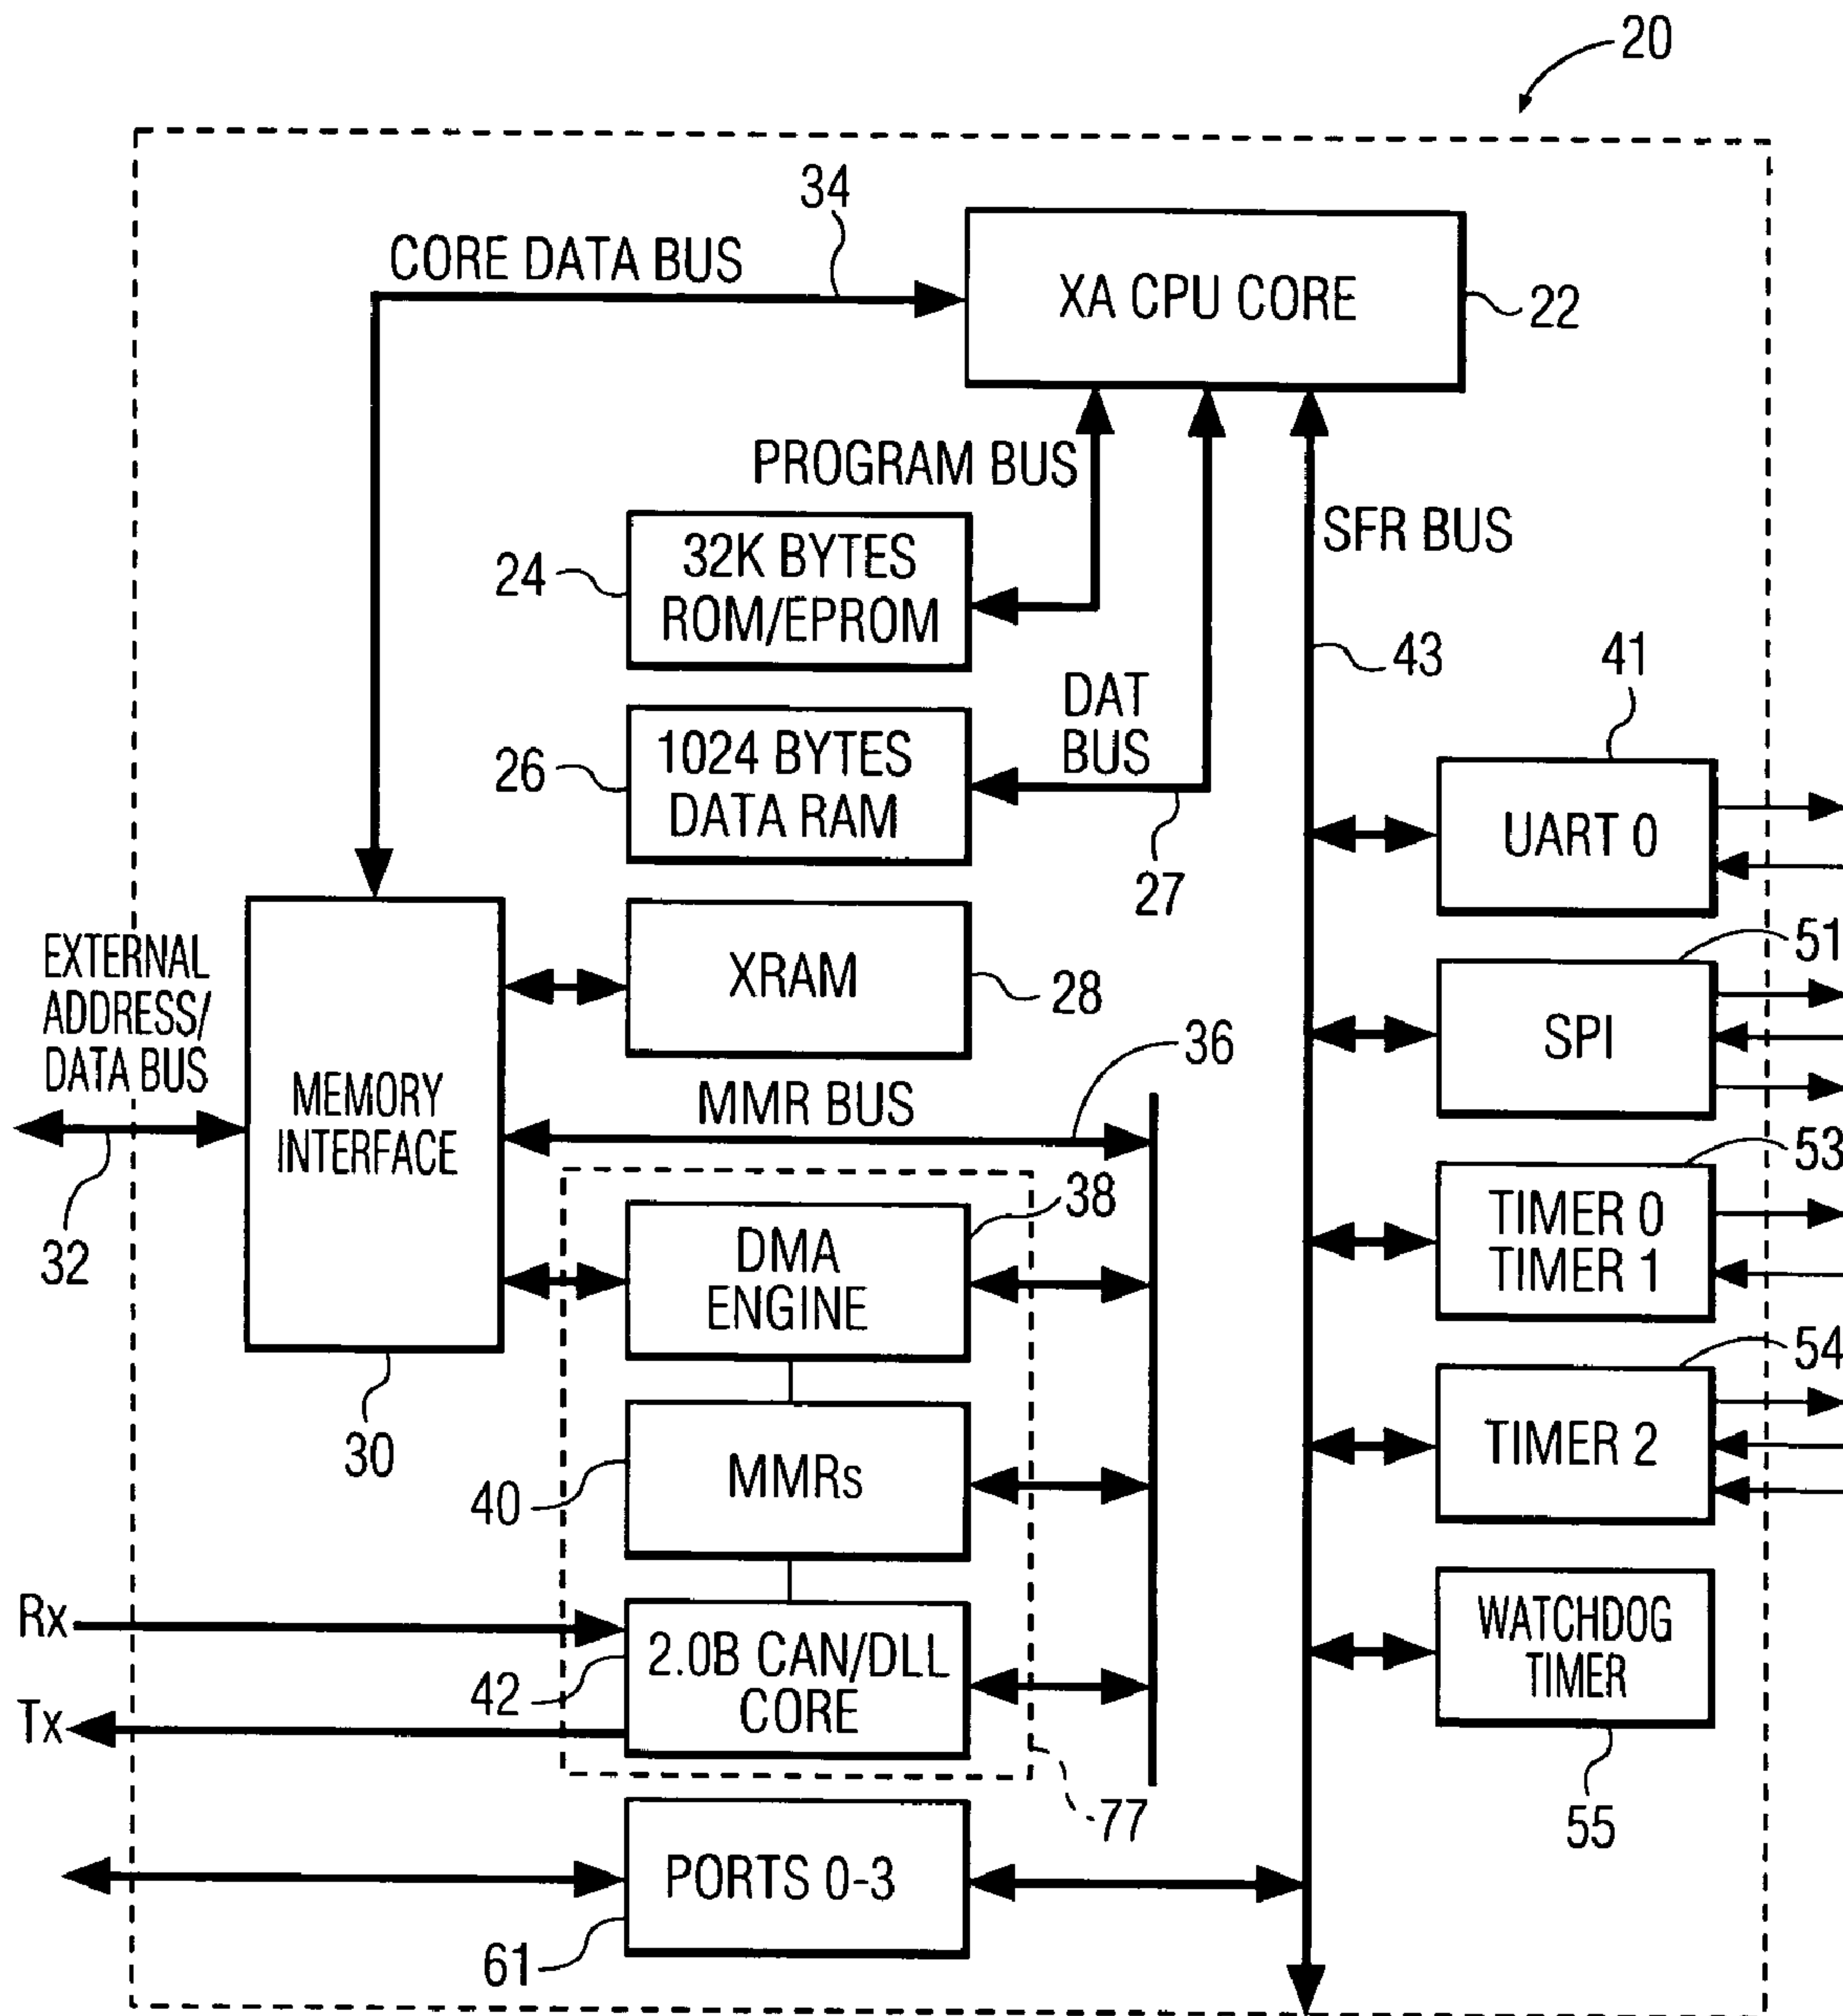 20
34
CORE DATA BUS
XA CPU CORE
22
PROGRAM BUS
SFR BUS
24
32K BYTES
ROM/EPROM
43
41
DAT
BUS
26
1024 BYTES
DATA RAM
27
UART 0
EXTERNAL
ADDRESS/
DATA BUS
XRAM
28
51
SPI
36
MMR BUS
MEMORY
INTERFACE
32
38
DMA
ENGINE
53
TIMER 0
TIMER 1
54
30
40
MMRs
TIMER 2
Rx
42
2.0B CAN/DLL
CORE
WATCHDOG
TIMER
Tx
77
55
PORTS 0-3
61